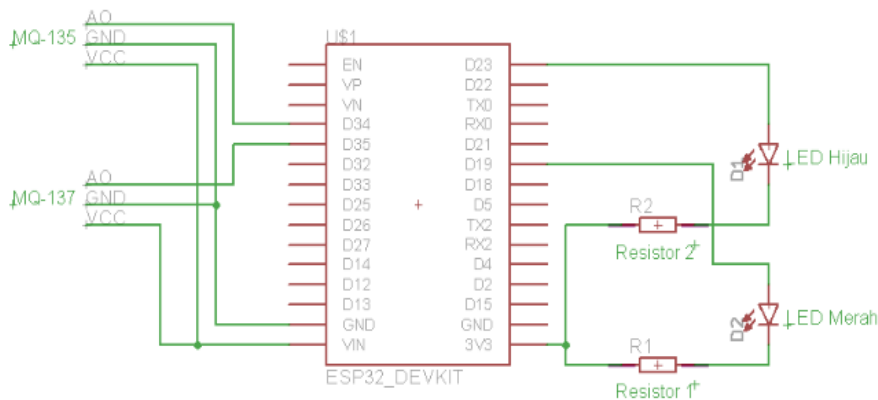 AO
MQ-135 GND
VCC
AO
MQ-137 GND
VCC
U$1
EN D23
VP D22
VN TX0
D34 RX0
D35 D21
D32 D19
D33 D18
D25 D5
D26 TX2
D27 RX2
D14 D4
D12 D2
D13 D15
GND GND
VIN 3V3
ESP32_DEVKIT
D1
LED Hijau
R2
Resistor 2
D2
LED Merah
R1
Resistor 1